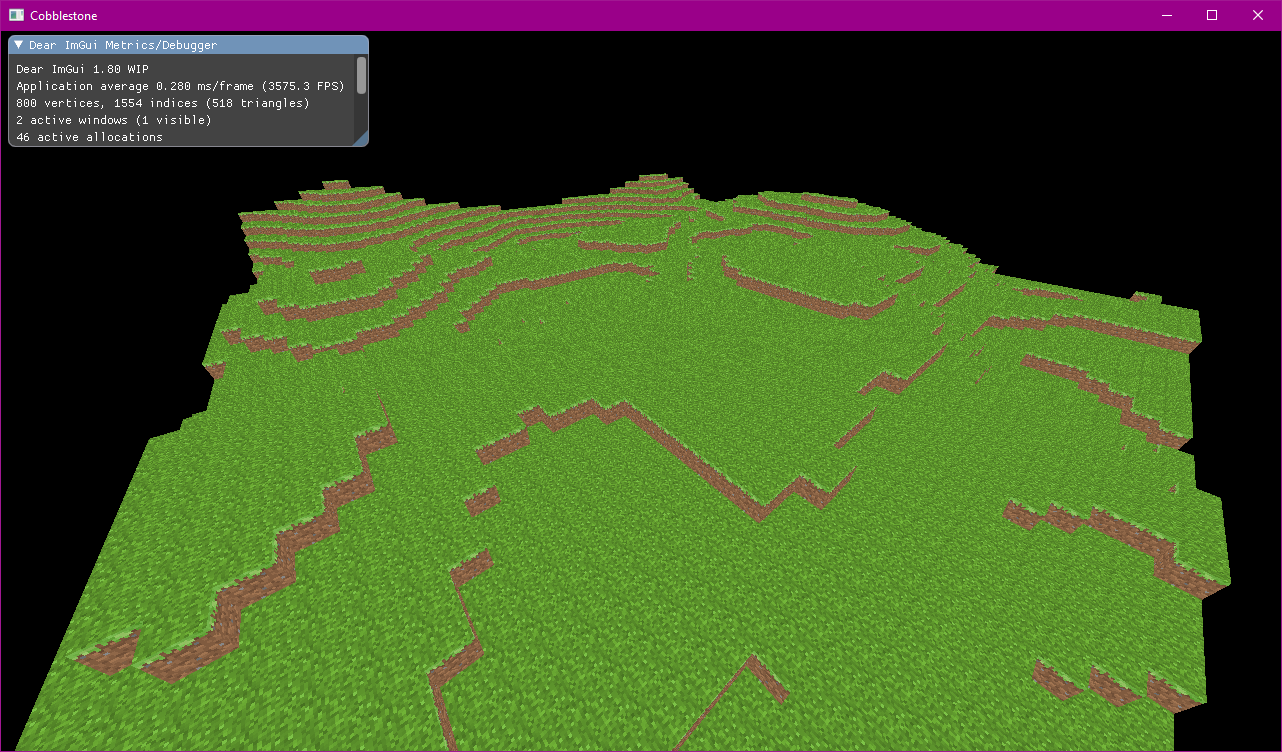 Cobblestone
Dear ImGui Metrics/Debugger
Dear ImGui 1.80 WIP
Application average 0.280 ms/frame (3575.3 FPS)
800 vertices, 1554 indices (518 triangles)
2 active windows (1 visible)
46 active allocations